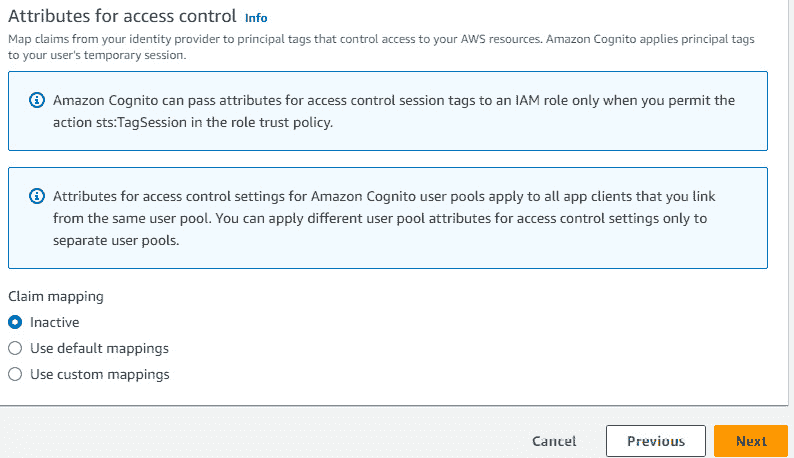 Attributes for access control Info
Map claims from your identity provider to principal tags that control access to your AWS resources. Amazon Cognito applies principal tags
to your user's temporary session.
Amazon Cognito can pass attributes for access control session tags to an IAM role only when you permit the
action sts:TagSession in the role trust policy.
Attributes for access control settings for Amazon Cognito user pools apply to all app clients that you link
from the same user pool. You can apply different user pool attributes for access control settings only to
separate user pools.
Claim mapping
Inactive
Use default mappings
Use custom mappings
Cancel Previous Next